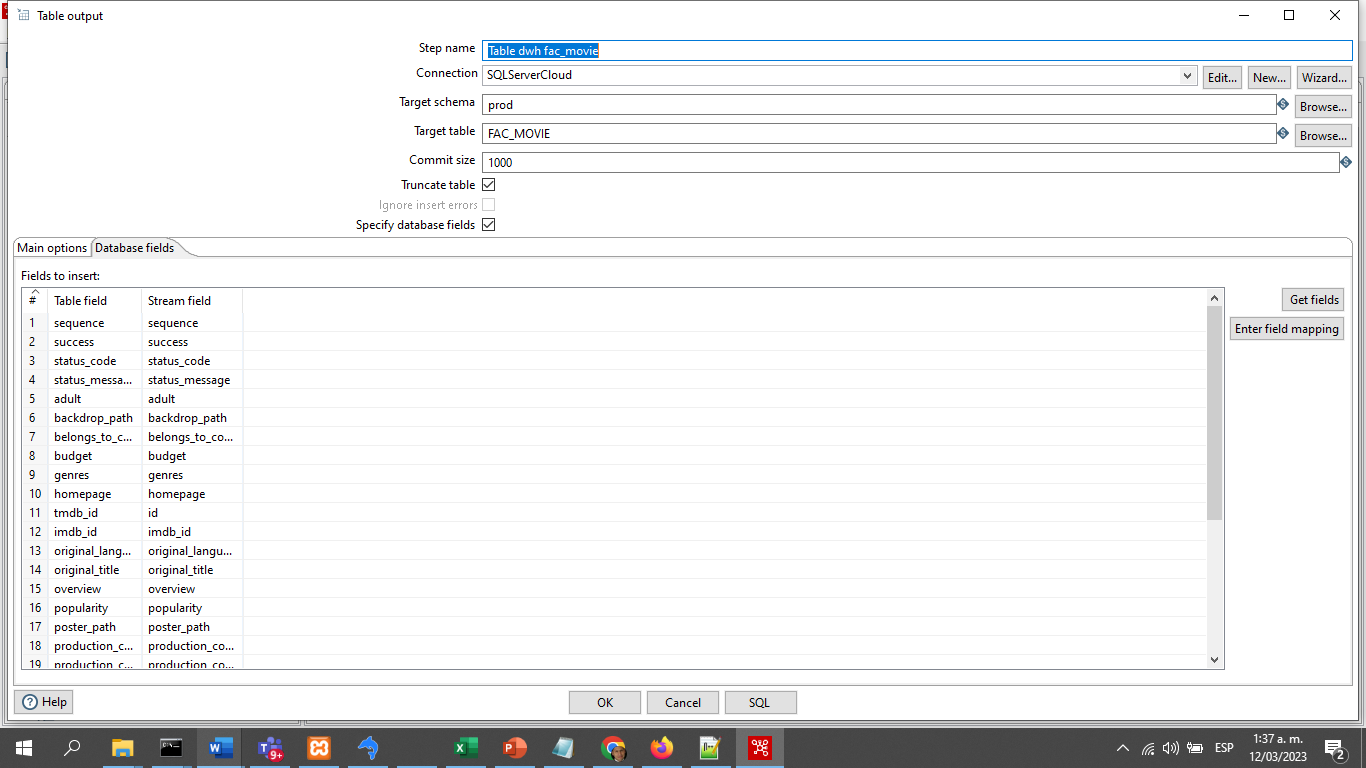 Table output
Step name Table dwh fac_movie
Connection SQLServerCloud Edit... New... Wizard...
Target schema prod Browse...
Target table FAC_MOVIE Browse...
Commit size 1000
Truncate table
Ignore insert errors
Specify database fields
Main options Database fields
Fields to insert:
# Table field Stream field
Get fields
1 sequence sequence
Enter field mapping
2 success success
3 status_code status_code
4 status_messa... status_message
5 adult adult
6 backdrop_path backdrop_path
7 belongs_to_c... belongs_to_co...
8 budget budget
9 genres genres
10 homepage homepage
11 tmdb_id id
12 imdb_id imdb_id
13 original_lang... original_langu...
14 original_title original_title
15 overview overview
16 popularity popularity
17 poster_path poster_path
18 production_c... production_co...
19 production_c... production_co...
Help OK Cancel SQL
9+
ESP
1:37 a. m.
12/03/2023
2